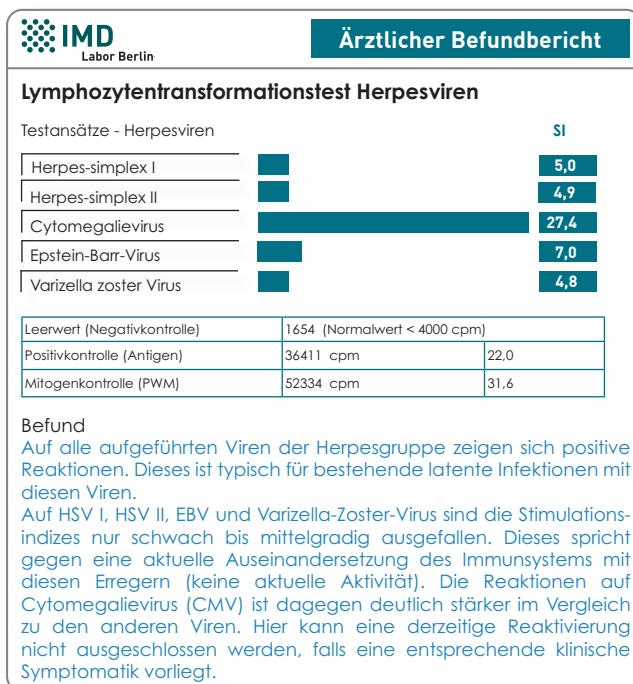 IMD
Labor Berlin
Ärztlicher Befundbericht
Lymphozytentransformationstest Herpesviren
Testansätze - Herpesviren SI
Herpes-simplex I 5,0
Herpes-simplex II 4,9
Cytomegalievirus 27,4
Epstein-Barr-Virus 7,0
Varizella zoster Virus 4,8
Leerwert (Negativkontrolle) 1654 (Normalwert < 4000 cpm)
Positivkontrolle (Antigen) 36411 cpm 22,0
Mitogenkontrolle (PWM) 52334 cpm 31,6
Befund
Auf alle aufgeführten Viren der Herpesgruppe zeigen sich positive
Reaktionen. Dieses ist typisch für bestehende latente Infektionen mit
diesen Viren.
Auf HSV I, HSV II, EBV und Varizella-Zoster-Virus sind die Stimulations-
indizes nur schwach bis mittelgradig ausgefallen. Dieses spricht
gegen eine aktuelle Auseinandersetzung des Immunsystems mit
diesen Erregern (keine aktuelle Aktivität). Die Reaktionen auf
Cytomegalievirus (CMV) ist dagegen deutlich stärker im Vergleich
zu den anderen Viren. Hier kann eine derzeitige Reaktivierung
nicht ausgeschlossen werden, falls eine entsprechende klinische
Symptomatik vorliegt.